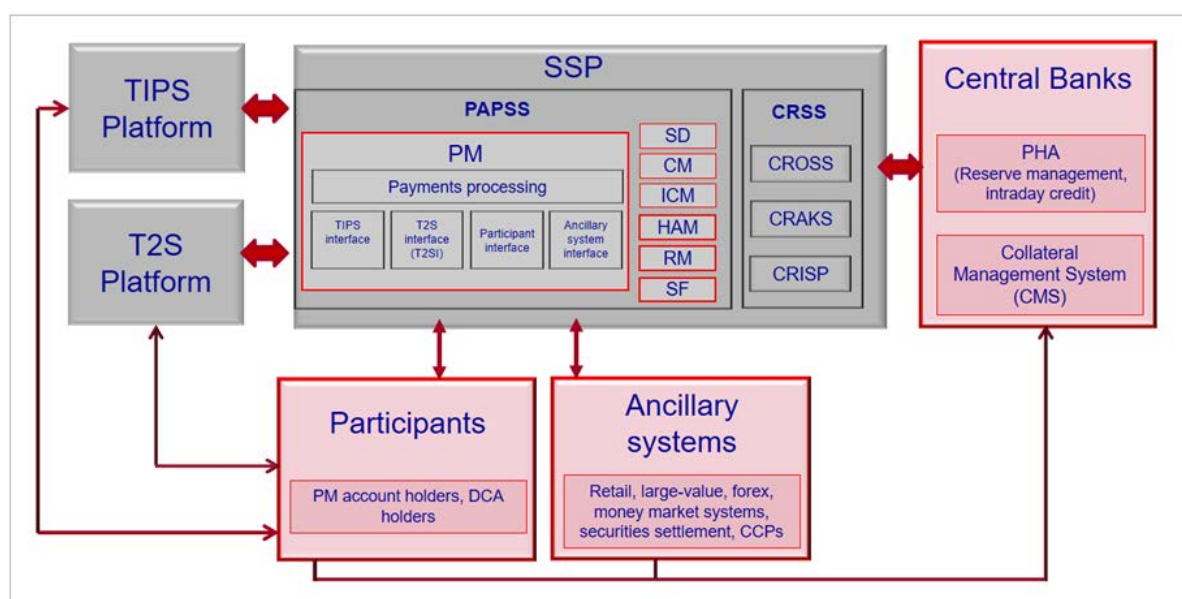 TIPS
Platform
T2S
Platform
SSP
PAPSS
PM
Payments processing
TIPS
interface
T2S
interface
(T2SI)
Participant
interface
Ancillary
system
interface
SD
CM
ICM
HAM
RM
SF
CRSS
CROSS
CRAKS
CRISP
Central Banks
PHA
(Reserve management,
intraday credit)
Collateral
Management System
(CMS)
Participants
PM account holders, DCA
holders
Ancillary
systems
Retail, large-value, forex,
money market systems,
securities settlement, CCPs